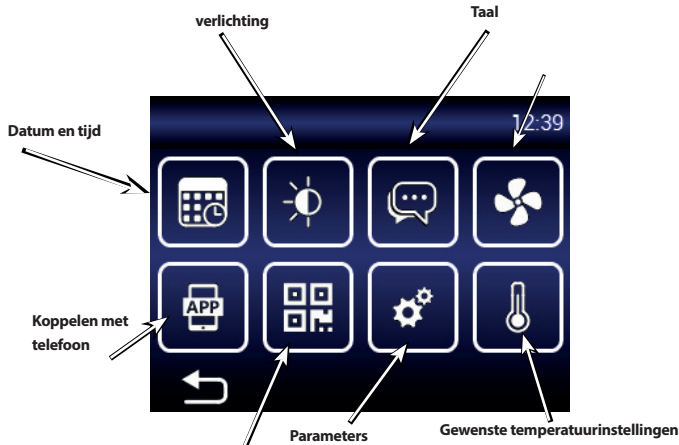 verlichting
Taal
12:39
Datum en tijd
APP
Koppelen met
telefoon
Parameters
Gewenste temperatuurinstellingen